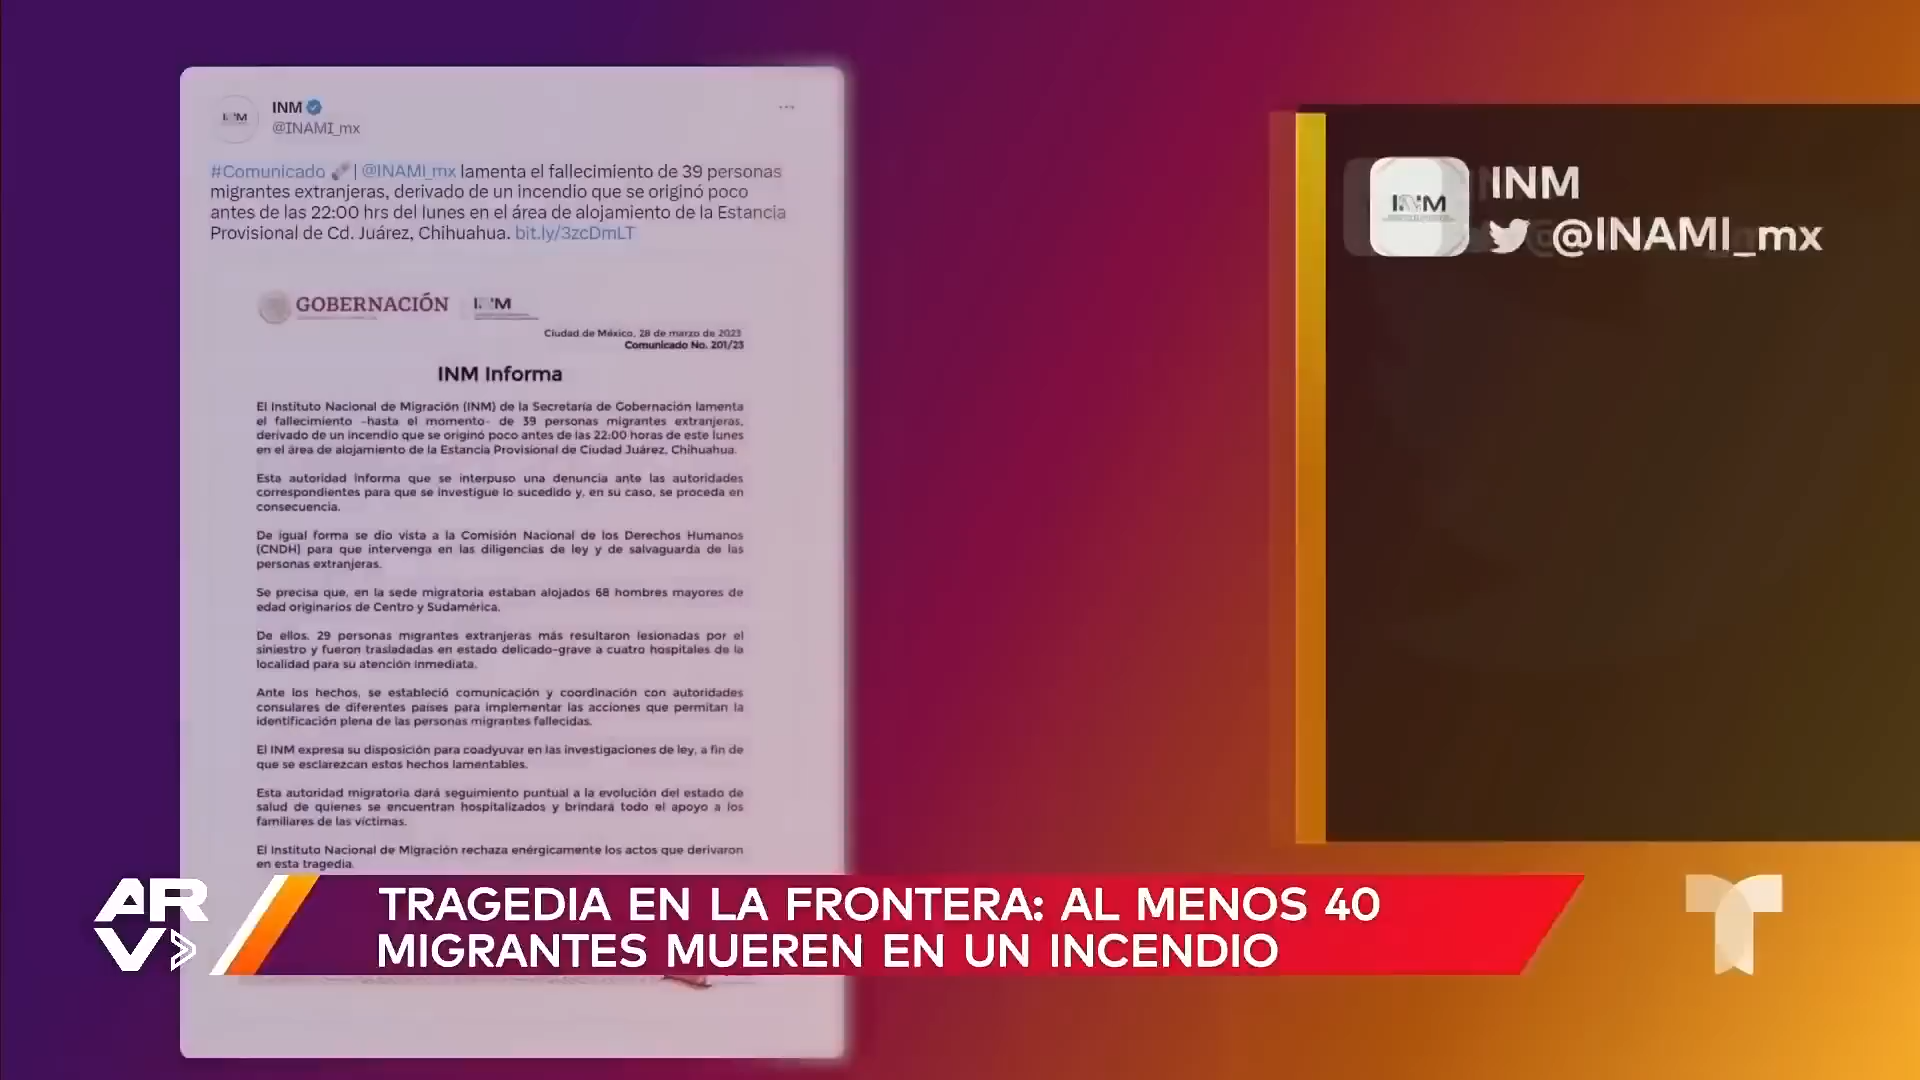 INM
@INAMI_mx
#Comunicado | @INAMI_mx lamenta el fallecimiento de 39 personas
migrantes extranjeras, derivado de un incendio que se originó poco
antes de las 22:00 hrs del lunes en el área de alojamiento de la Estancia
Provisional de Cd. Juárez, Chihuahua. bit.ly/3zcDmLT
GOBERNACIÓN
INM
Ciudad de México, 28 de marzo de 2023
Comunicado No. 201/23
INM Informa
El Instituto Nacional de Migración (INM) de la Secretaría de Gobernación lamenta
el fallecimiento -hasta el momento- de 39 personas migrantes extranjeras,
derivado de un incendio que se originó poco antes de las 22:00 horas de este lunes
en el área de alojamiento de la Estancia Provisional de Ciudad Juárez, Chihuahua.
Esta autoridad informa que se interpuso una denuncia ante las autoridades
correspondientes para que se investigue lo sucedido y, en su caso, se proceda en
consecuencia.
De igual forma se dio vista a la Comisión Nacional de los Derechos Humanos
(CNDH) para que intervenga en las diligencias de ley y de salvaguarda de las
personas extranjeras.
Se precisa que, en la sede migratoria estaban alojados 68 hombres mayores de
edad originarios de Centro y Sudamérica.
De ellos, 29 personas migrantes extranjeras más resultaron lesionadas por el
siniestro y fueron trasladadas en estado delicado-grave a cuatro hospitales de la
localidad para su atención inmediata.
Ante los hechos, se estableció comunicación y coordinación con autoridades
consulares de diferentes países para implementar las acciones que permitan la
identificación plena de las personas migrantes fallecidas.
El INM expresa su disposición para coadyuvar en las investigaciones de ley, a fin de
que se esclarezcan estos hechos lamentables.
Esta autoridad migratoria dará seguimiento puntual a la evolución del estado de
salud de quienes se encuentran hospitalizados y brindará todo el apoyo a los
familiares de las víctimas.
El Instituto Nacional de Migración rechaza enérgicamente los actos que derivaron
en esta tragedia.
INM
INM
@INAMI_mx
ARV
TRAGEDIA EN LA FRONTERA: AL MENOS 40
MIGRANTES MUEREN EN UN INCENDIO